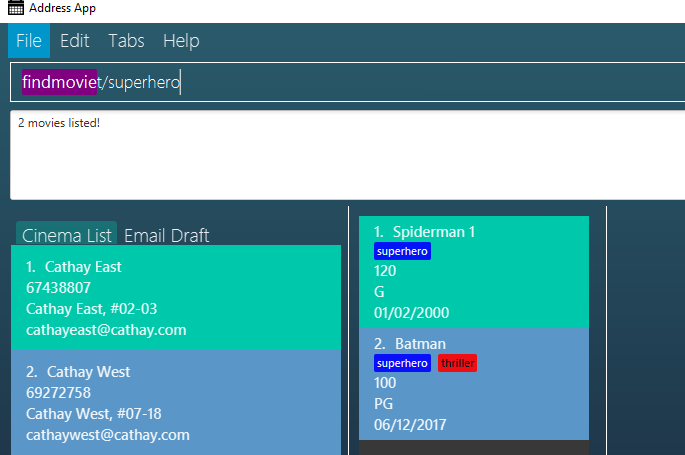 Address App
File Edit Tabs Help
findmoviet/superhero
2 movies listed!
Cinema List Email Draft
1. Cathay East
67438807
Cathay East, #02-03
cathayeast@cathay.com
2. Cathay West
69272758
Cathay West, #07-18
cathaywest@cathay.com
1. Spiderman 1
superhero
120
G
01/02/2000
2. Batman
superhero thriller
100
PG
06/12/2017